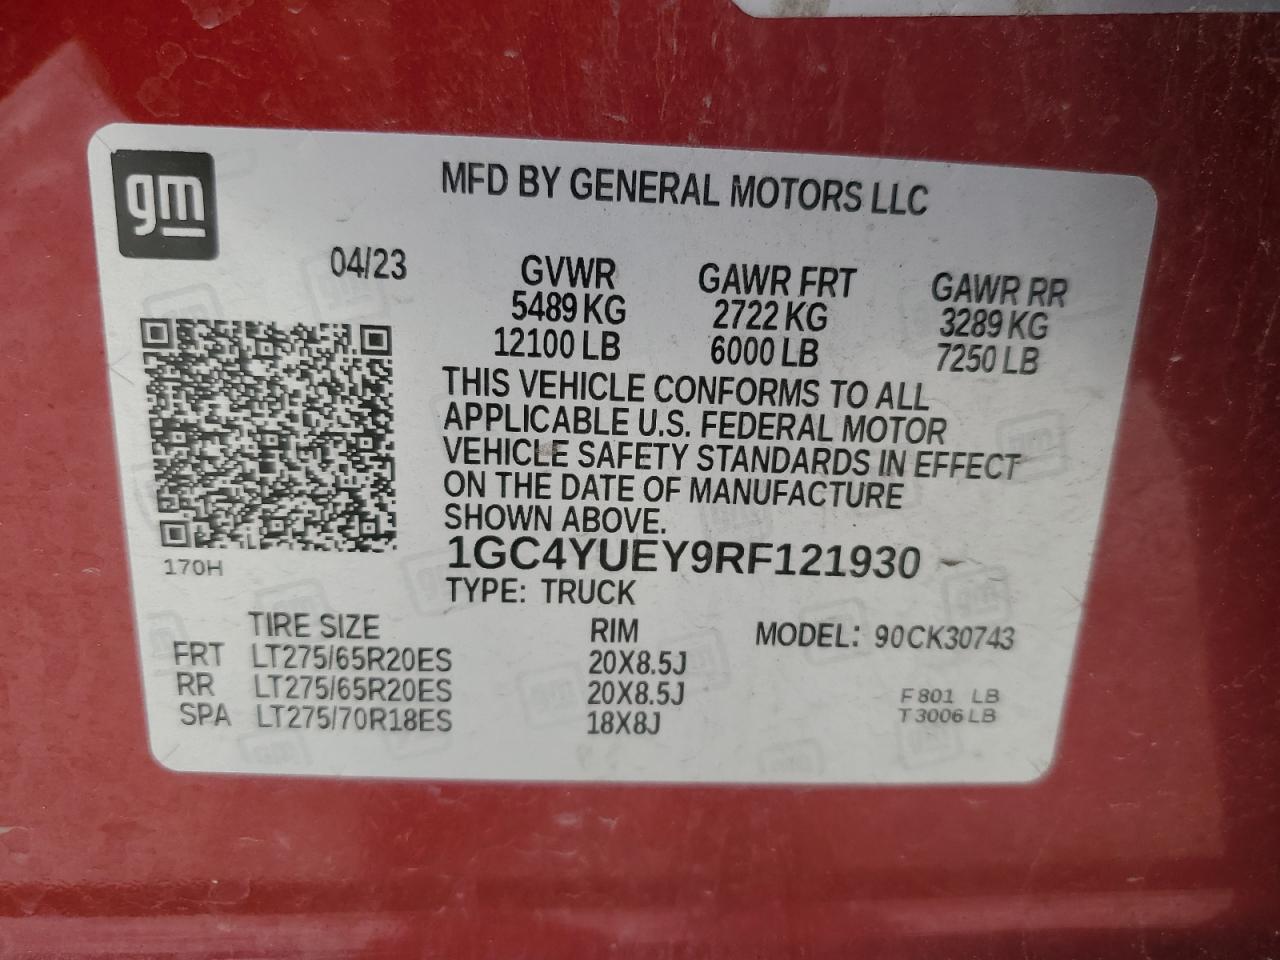 gm
MFD BY GENERAL MOTORS LLC
04/23
GVWR GAWR FRT GAWR RR
5489 KG 2722 KG 3289 KG
12100 LB 6000 LB 7250 LB
THIS VEHICLE CONFORMS TO ALL
APPLICABLE U.S. FEDERAL MOTOR
VEHICLE SAFETY STANDARDS IN EFFECT
ON THE DATE OF MANUFACTURE
SHOWN ABOVE.
1GC4YUEY9RF121930
170H
TYPE: TRUCK
TIRE SIZE RIM MODEL: 90CK30743
FRT LT275/65R20ES 20X8.5J
RR LT275/65R20ES 20X8.5J
SPA LT275/70R18ES 18X8J
F 801 LB
T 3006 LB